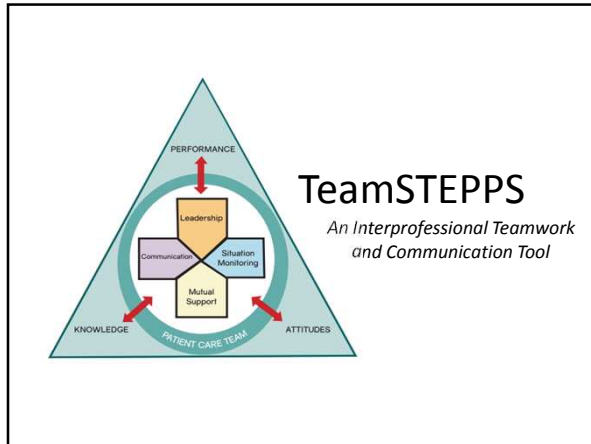 PERFORMANCE
Leadership
Communication
Situation
Monitoring
Mutual
Support
KNOWLEDGE
ATTITUDES
PATIENT CARE TEAM
TeamSTEPPS
An Interprofessional Teamwork
and Communication Tool